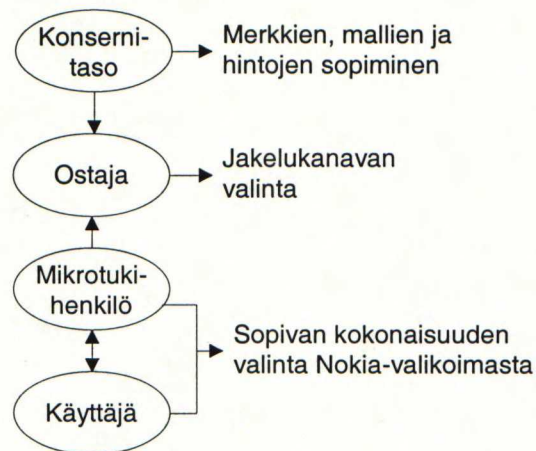 Konserni-
taso
Merkkien, mallien ja
hintojen sopiminen
Ostaja
Jakelukanavan
valinta
Mikrotuki-
henkilö
Sopivan kokonaisuuden
valinta Nokia-valikoimasta
Käyttäjä